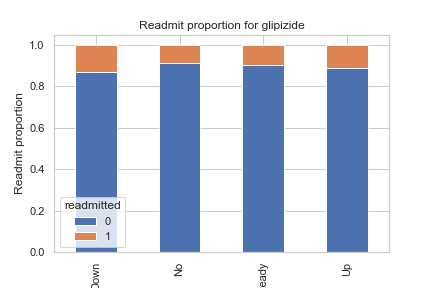 Readmit proportion for glipizide
Readmit proportion
1.0
0.8
0.6
0.4
0.2
0.0
readmitted
0
1
Down
No
eady
Up